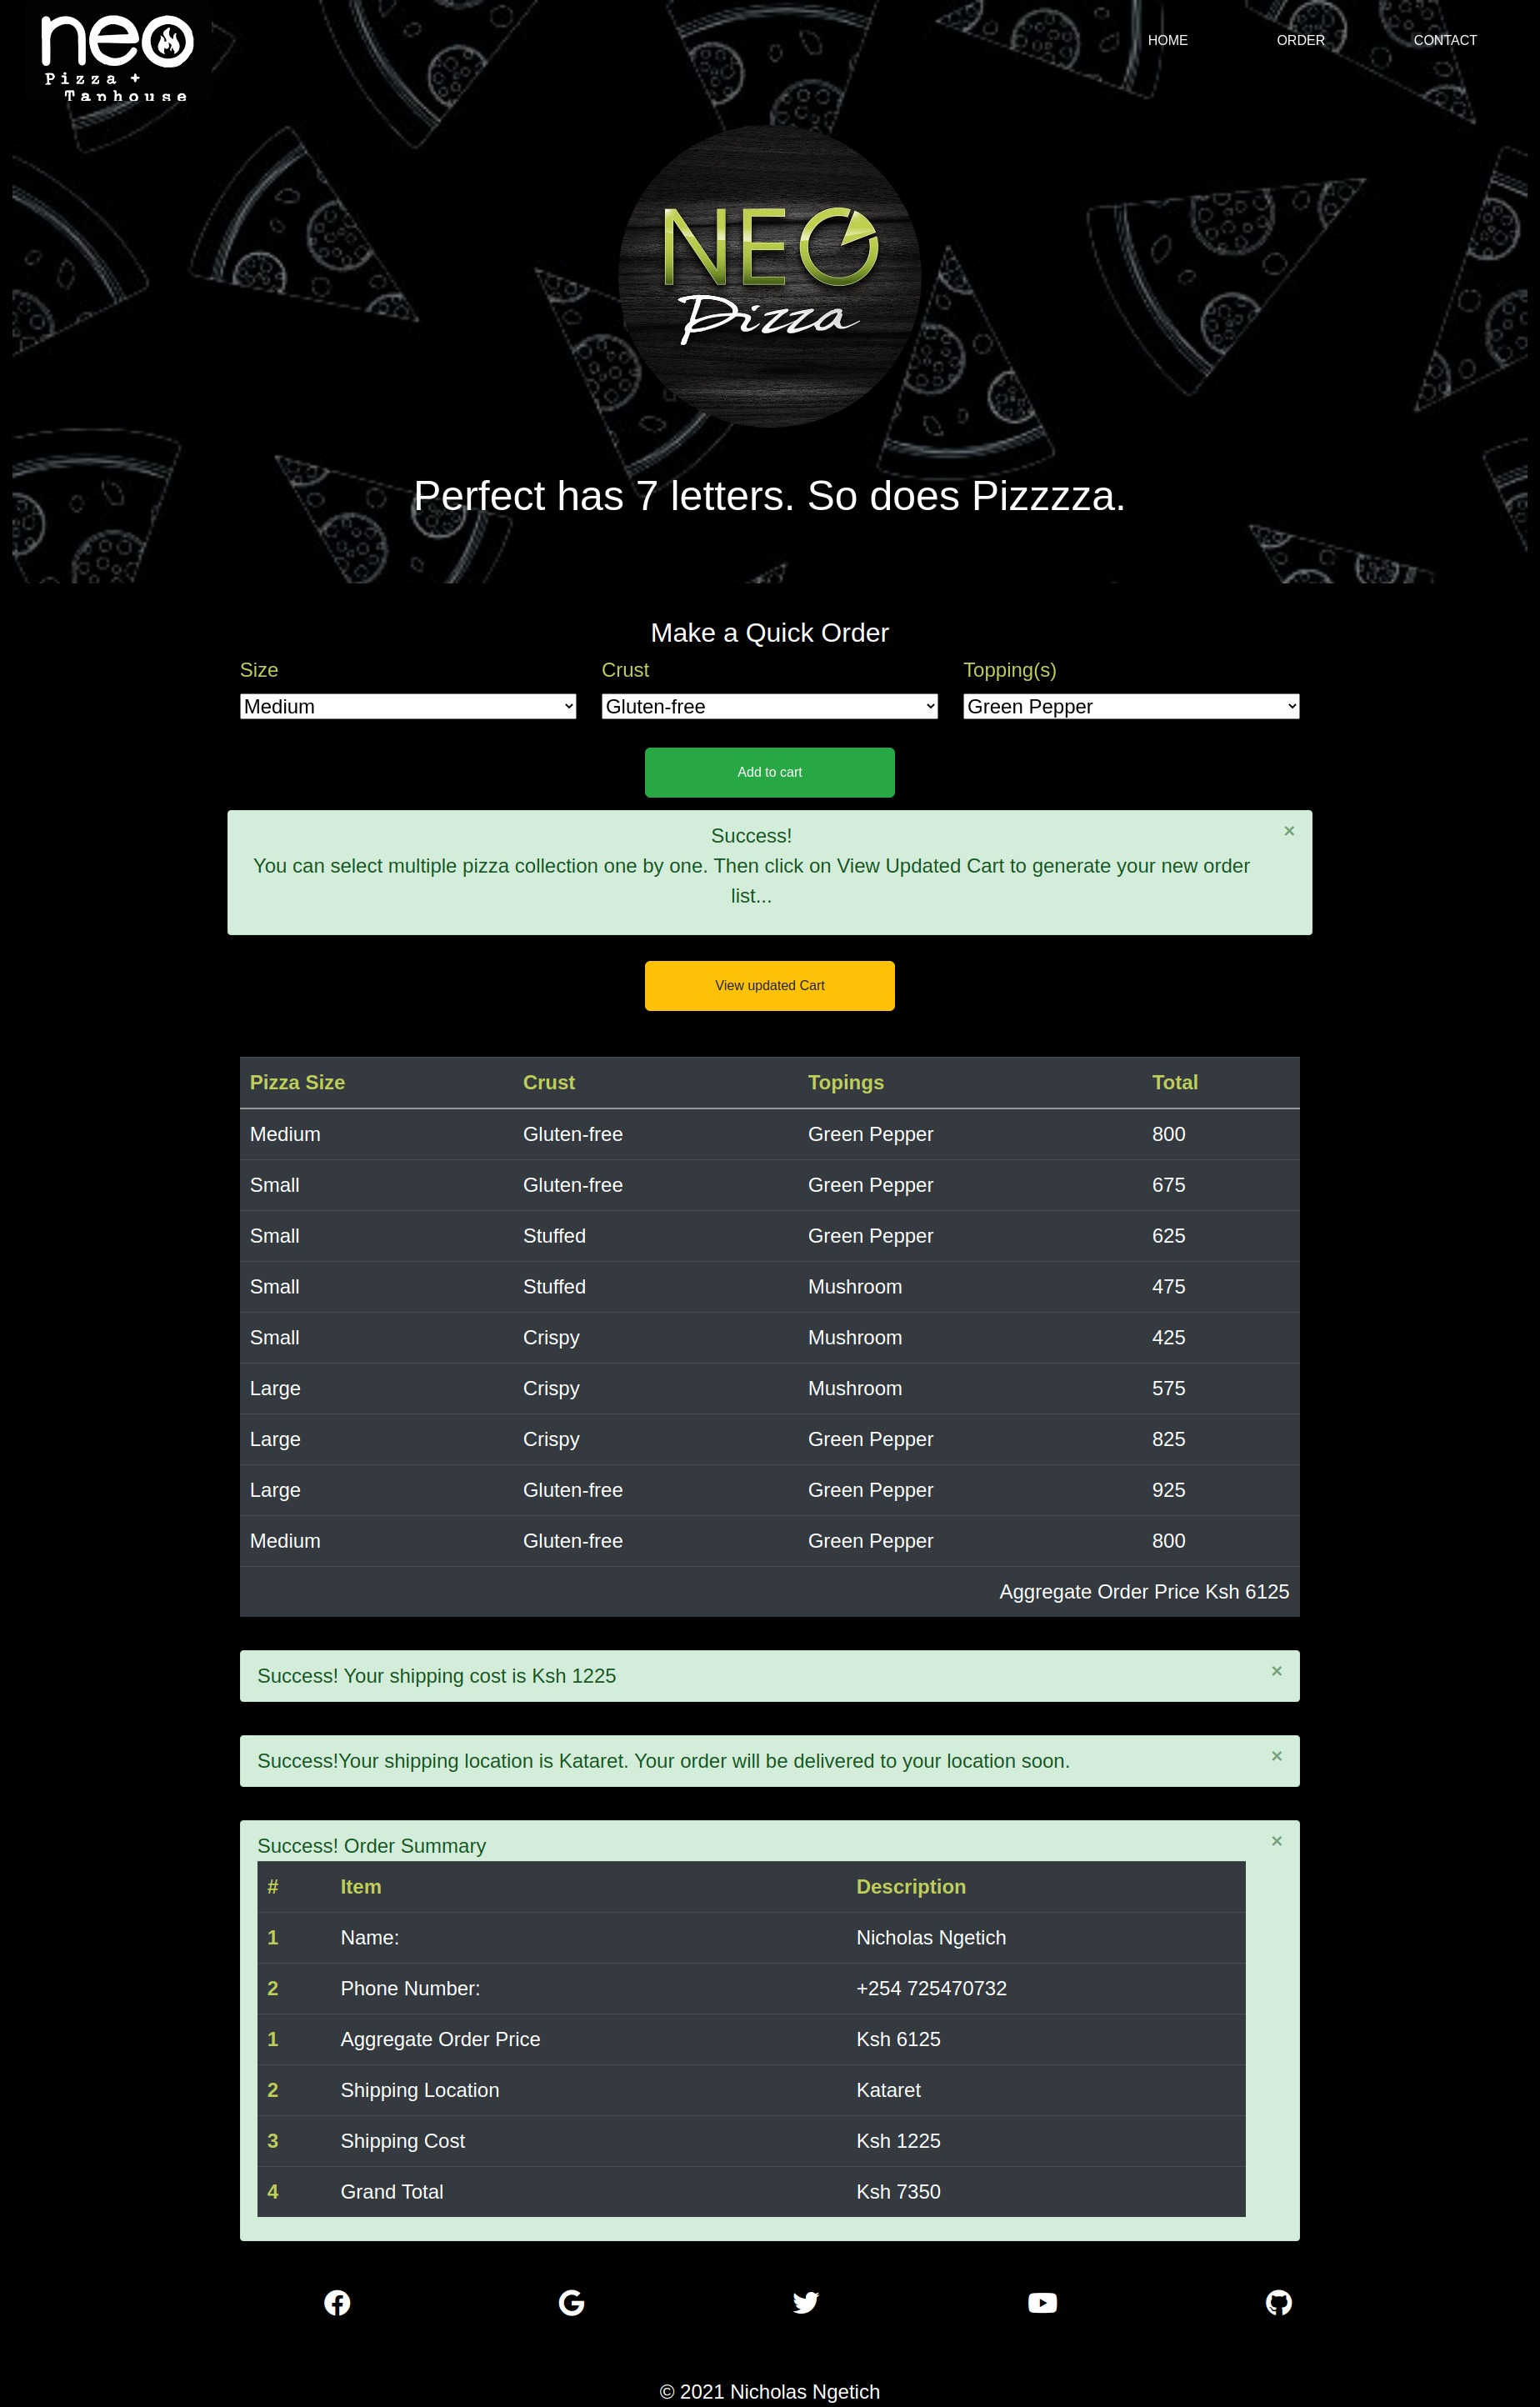 neo
Pizza +
Taphouse
HOME ORDER CONTACT
NEO
Pizza
Perfect has 7 letters. So does Pizzzza.
Make a Quick Order
Size Crust Topping(s)
Medium Gluten-free Green Pepper
Add to cart
Success! ×
You can select multiple pizza collection one by one. Then click on View Updated Cart to generate your new order
list...
View updated Cart
Pizza Size Crust Topings Total
Medium Gluten-free Green Pepper 800
Small Gluten-free Green Pepper 675
Small Stuffed Green Pepper 625
Small Stuffed Mushroom 475
Small Crispy Mushroom 425
Large Crispy Mushroom 575
Large Crispy Green Pepper 825
Large Gluten-free Green Pepper 925
Medium Gluten-free Green Pepper 800
Aggregate Order Price Ksh 6125
Success! Your shipping cost is Ksh 1225 ×
Success!Your shipping location is Kataret. Your order will be delivered to your location soon. ×
Success! Order Summary ×
# Item Description
1 Name: Nicholas Ngetich
2 Phone Number: +254 725470732
1 Aggregate Order Price Ksh 6125
2 Shipping Location Kataret
3 Shipping Cost Ksh 1225
4 Grand Total Ksh 7350
© 2021 Nicholas Ngetich